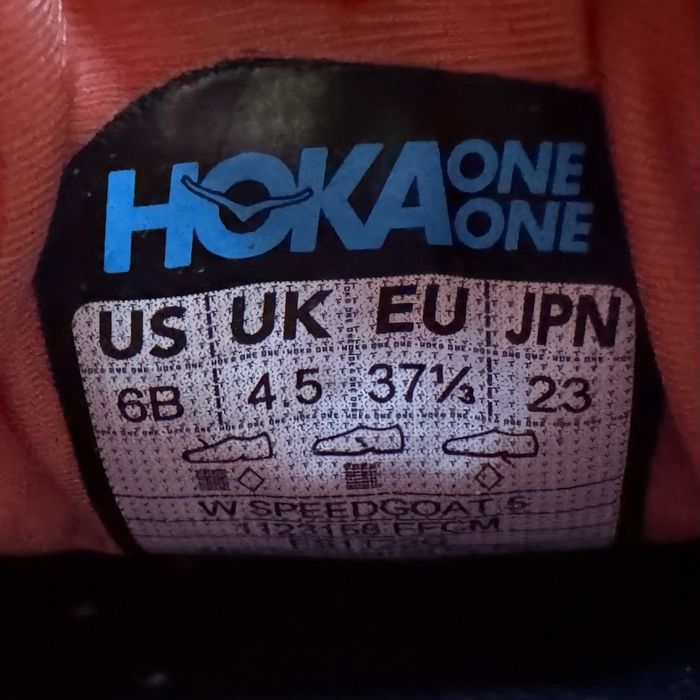 HOKA ONE ONE
US UK EU JPN
6B 4.5 37⅓ 23
W SPEEDGOAT 5